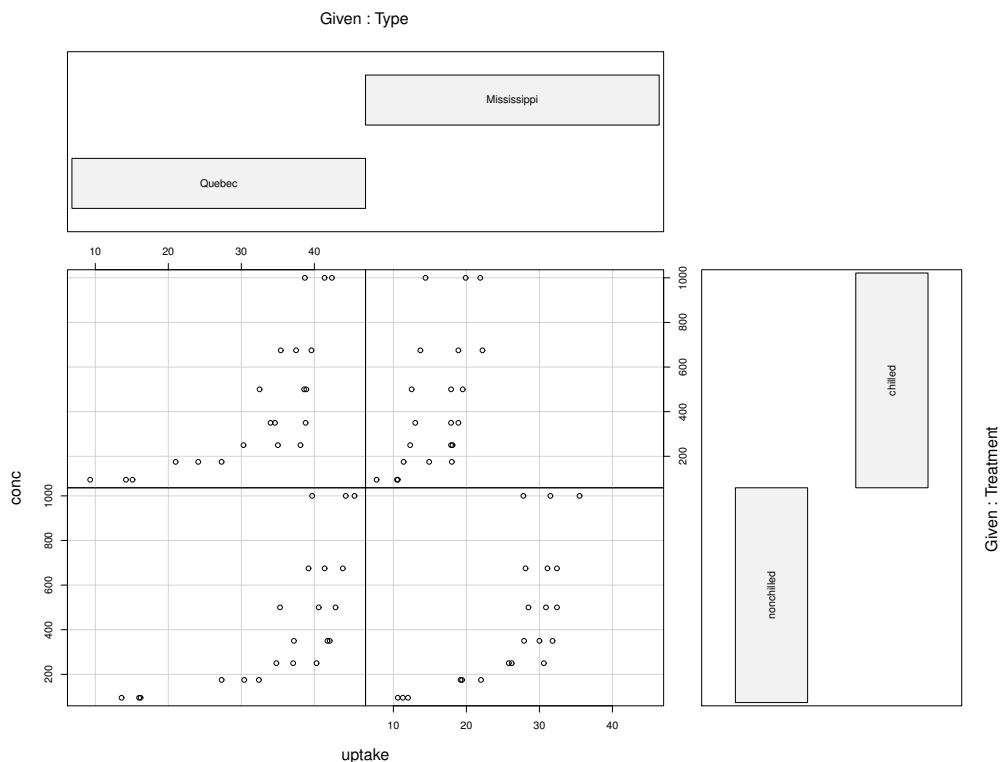 Given : Type
Mississippi
Quebec
10 20 30 40
1000
800
600
400
200
chilled
nonchilled
Given : Treatment
conc
1000
800
600
400
200
10 20 30 40
uptake